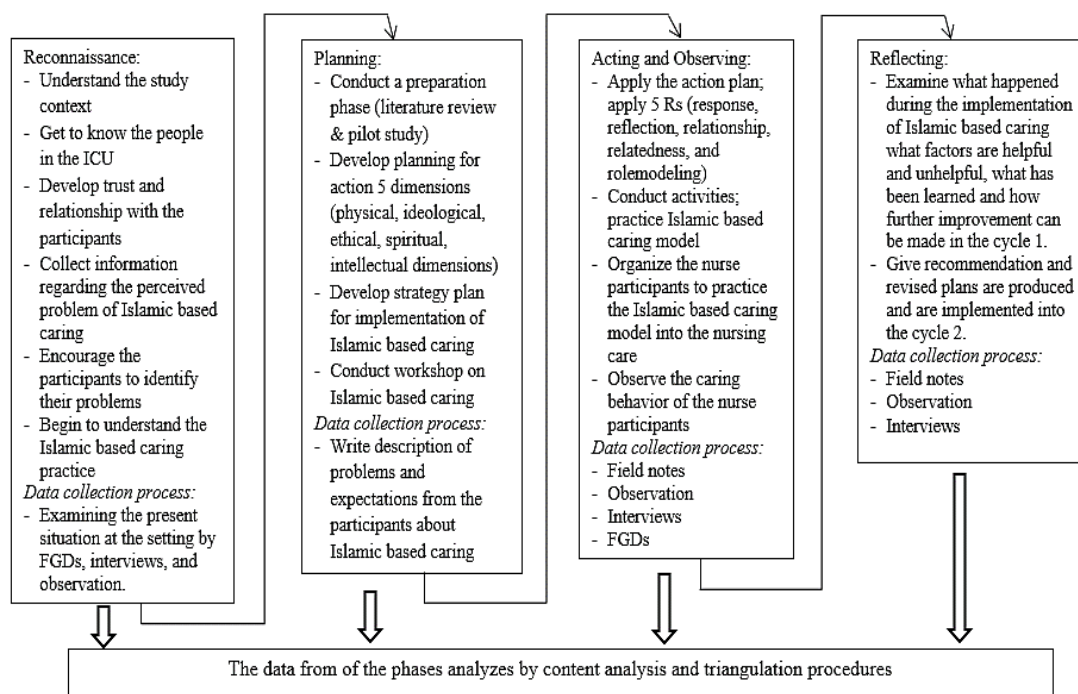 Reconnaissance:
- Understand the study
context
- Get to know the people
in the ICU
- Develop trust and
relationship with the
participants
- Collect information
regarding the perceived
problem of Islamic based
caring
- Encourage the
participants to identify
their problems
- Begin to understand the
Islamic based caring
practice
Data collection process:
- Examining the present
situation at the setting by
FGDs, interviews, and
observation.
Planning:
- Conduct a preparation
phase (literature review
& pilot study)
- Develop planning for
action 5 dimensions
(physical, ideological,
ethical, spiritual,
intellectual dimensions)
- Develop strategy plan
for implementation of
Islamic based caring
- Conduct workshop on
Islamic based caring
Data collection process:
- Write description of
problems and
expectations from the
participants about
Islamic based caring
Acting and Observing:
- Apply the action plan;
apply 5 Rs (response,
reflection, relationship,
relatedness, and
rolemodeling)
- Conduct activities;
practice Islamic based
caring model
- Organize the nurse
participants to practice
the Islamic based caring
model into the nursing
care
- Observe the caring
behavior of the nurse
participants
Data collection process:
- Field notes
- Observation
- Interviews
- FGDs
Reflecting:
- Examine what happened
during the implementation
of Islamic based caring
what factors are helpful
and unhelpful, what has
been learned and how
further improvement can
be made in the cycle 1.
- Give recommendation and
revised plans are produced
and are implemented into
the cycle 2.
Data collection process:
- Field notes
- Observation
- Interviews
The data from of the phases analyzes by content analysis and triangulation procedures